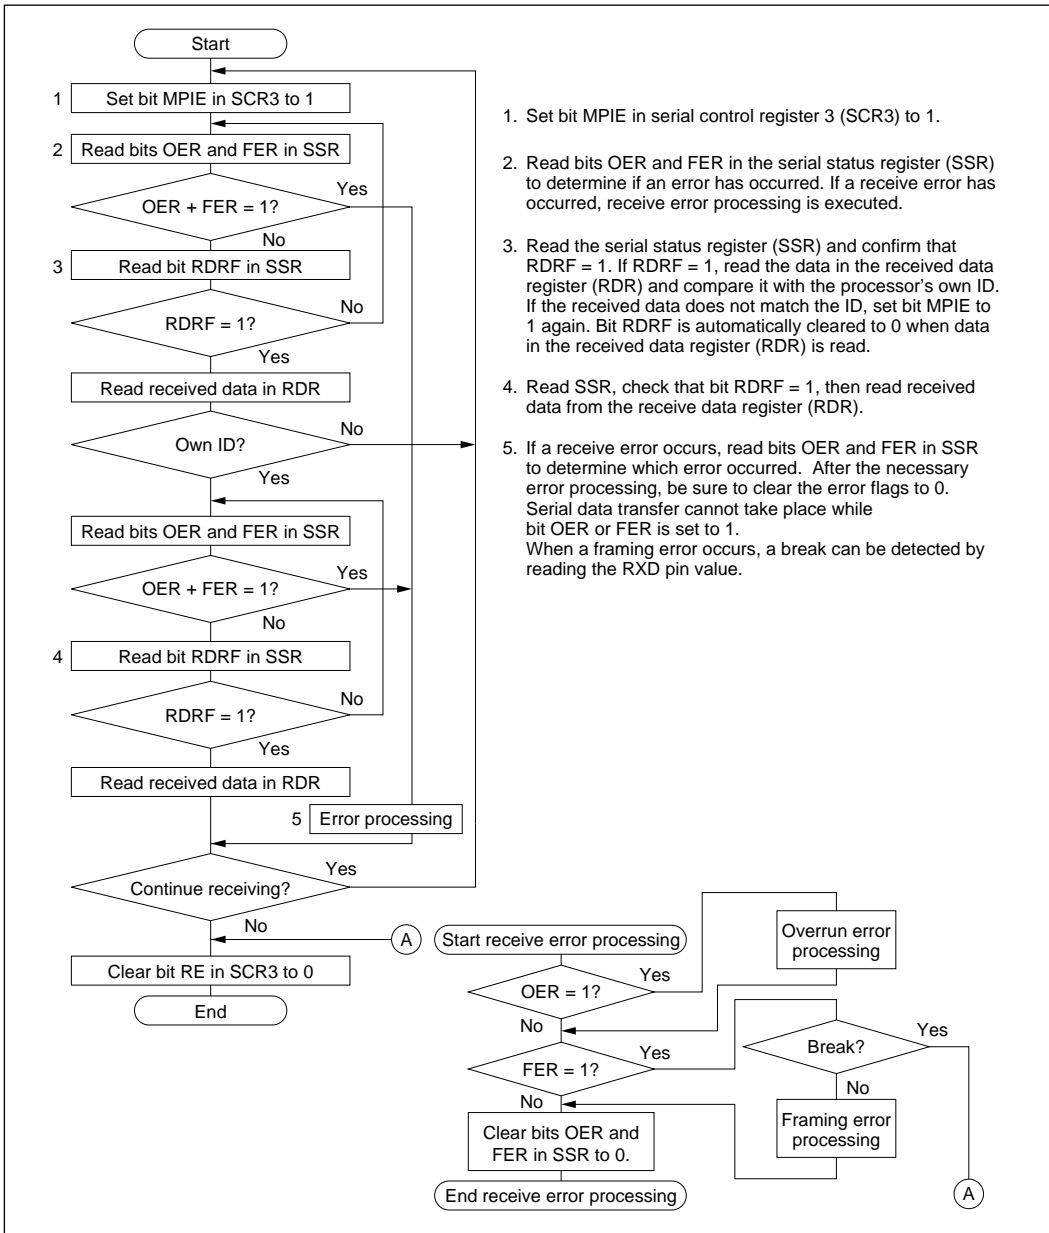 Start
1 Set bit MPIE in SCR3 to 1
2 Read bits OER and FER in SSR
Yes
OER + FER = 1?
No
3 Read bit RDRF in SSR
No
RDRF = 1?
Yes
Read received data in RDR
No
Own ID?
Yes
Read bits OER and FER in SSR
Yes
OER + FER = 1?
No
4 Read bit RDRF in SSR
No
RDRF = 1?
Yes
Read received data in RDR
5 Error processing
Yes
Continue receiving?
No
A
Clear bit RE in SCR3 to 0
End
1. Set bit MPIE in serial control register 3 (SCR3) to 1.
2. Read bits OER and FER in the serial status register (SSR)
to determine if an error has occurred. If a receive error has
occurred, receive error processing is executed.
3. Read the serial status register (SSR) and confirm that
RDRF = 1. If RDRF = 1, read the data in the received data
register (RDR) and compare it with the processor's own ID.
If the received data does not match the ID, set bit MPIE to
1 again. Bit RDRF is automatically cleared to 0 when data
in the received data register (RDR) is read.
4. Read SSR, check that bit RDRF = 1, then read received
data from the receive data register (RDR).
5. If a receive error occurs, read bits OER and FER in SSR
to determine which error occurred. After the necessary
error processing, be sure to clear the error flags to 0.
Serial data transfer cannot take place while
bit OER or FER is set to 1.
When a framing error occurs, a break can be detected by
reading the RXD pin value.
Start receive error processing
Overrun error
processing
Yes
OER = 1?
No
Yes
Break?
Yes
FER = 1?
No
No
Framing error
processing
Clear bits OER and
FER in SSR to 0.
End receive error processing
A